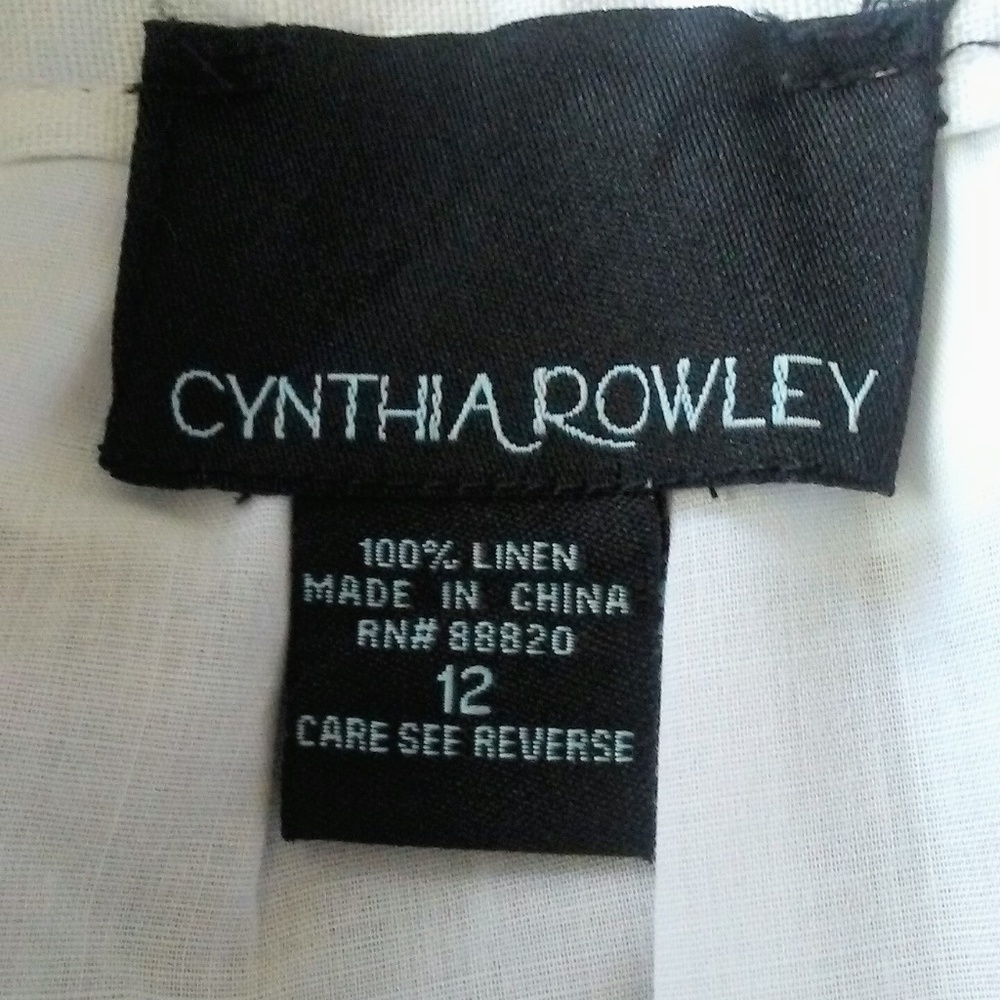 CYNTHIA ROWLEY
100% LINEN
MADE IN CHINA
RN# 88820
12
CARE SEE REVERSE